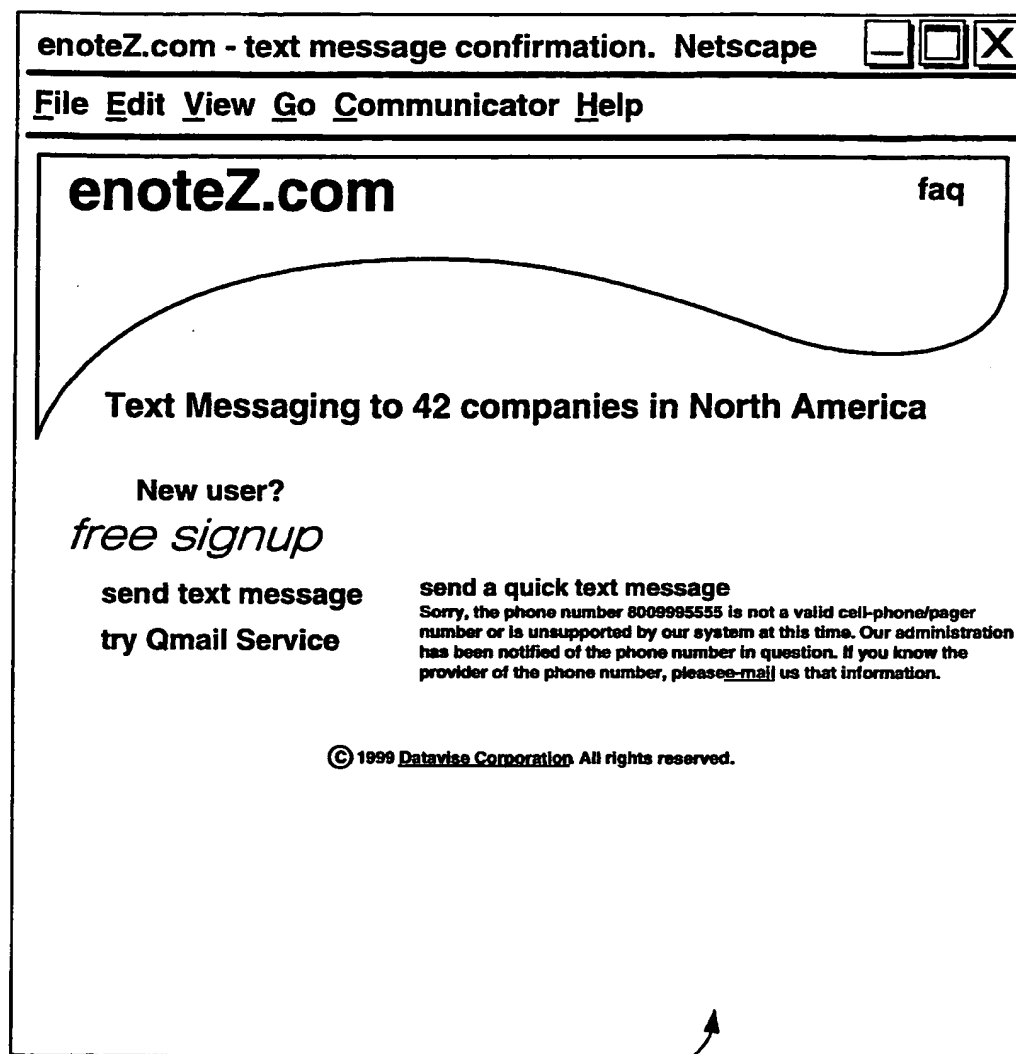 enoteZ.com - text message confirmation. Netscape
File Edit View Go Communicator Help
enoteZ.com
faq
Text Messaging to 42 companies in North America
New user?
free signup
send text message
try Qmail Service
send a quick text message
Sorry, the phone number 8009995555 is not a valid cell-phone/pager
number or is unsupported by our system at this time. Our administration
has been notified of the phone number in question. If you know the
provider of the phone number, pleasee-mail us that information.
© 1999 Datavise Corporation All rights reserved.